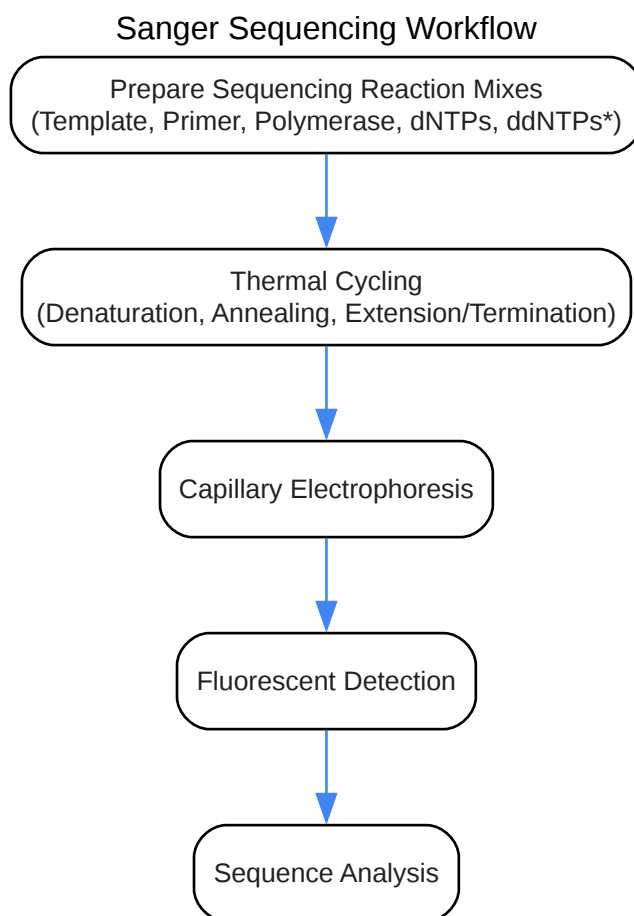 Sanger Sequencing Workflow
Prepare Sequencing Reaction Mixes
(Template, Primer, Polymerase, dNTPs, ddNTPs*)
Thermal Cycling
(Denaturation, Annealing, Extension/Termination)
Capillary Electrophoresis
Fluorescent Detection
Sequence Analysis